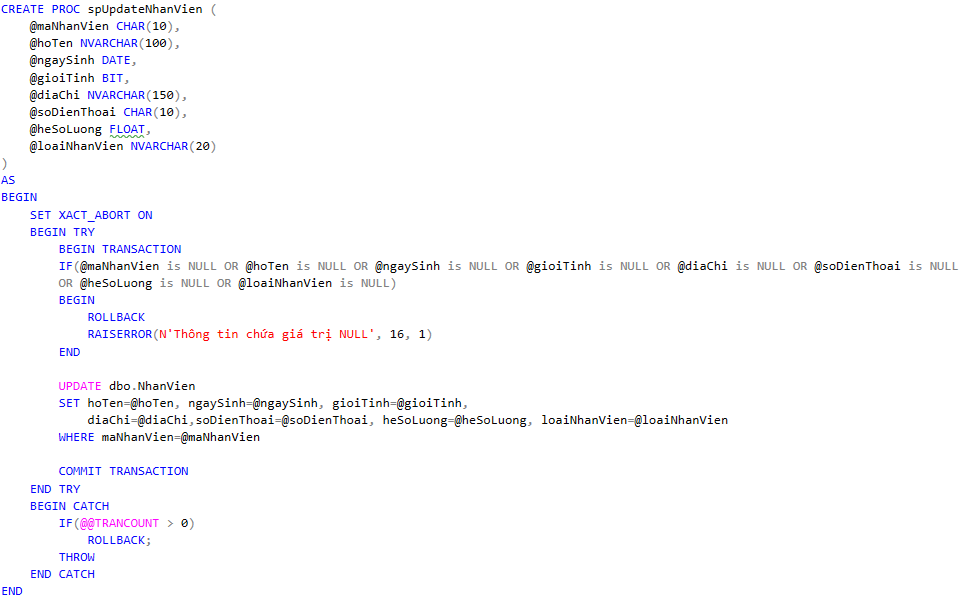 CREATE PROC spUpdateNhanVien (
    @maNhanVien CHAR(10),
    @hoTen NVARCHAR(100),
    @ngaySinh DATE,
    @gioiTinh BIT,
    @diaChi NVARCHAR(150),
    @soDienThoai CHAR(10),
    @heSoLuong FLOAT,
    @loaiNhanVien NVARCHAR(20)
)
AS
BEGIN
    SET XACT_ABORT ON
    BEGIN TRY
        BEGIN TRANSACTION
        IF(@maNhanVien is NULL OR @hoTen is NULL OR @ngaySinh is NULL OR @gioiTinh is NULL OR @diaChi is NULL OR @soDienThoai is NULL
        OR @heSoLuong is NULL OR @loaiNhanVien is NULL)
        BEGIN
            ROLLBACK
            RAISERROR(N'Thông tin chứa giá trị NULL', 16, 1)
        END

        UPDATE dbo.NhanVien
        SET hoTen=@hoTen, ngaySinh=@ngaySinh, gioiTinh=@gioiTinh,
            diaChi=@diaChi,soDienThoai=@soDienThoai, heSoLuong=@heSoLuong, loaiNhanVien=@loaiNhanVien
        WHERE maNhanVien=@maNhanVien

        COMMIT TRANSACTION
    END TRY
    BEGIN CATCH
        IF(@@TRANCOUNT > 0)
            ROLLBACK;
        THROW
    END CATCH
END